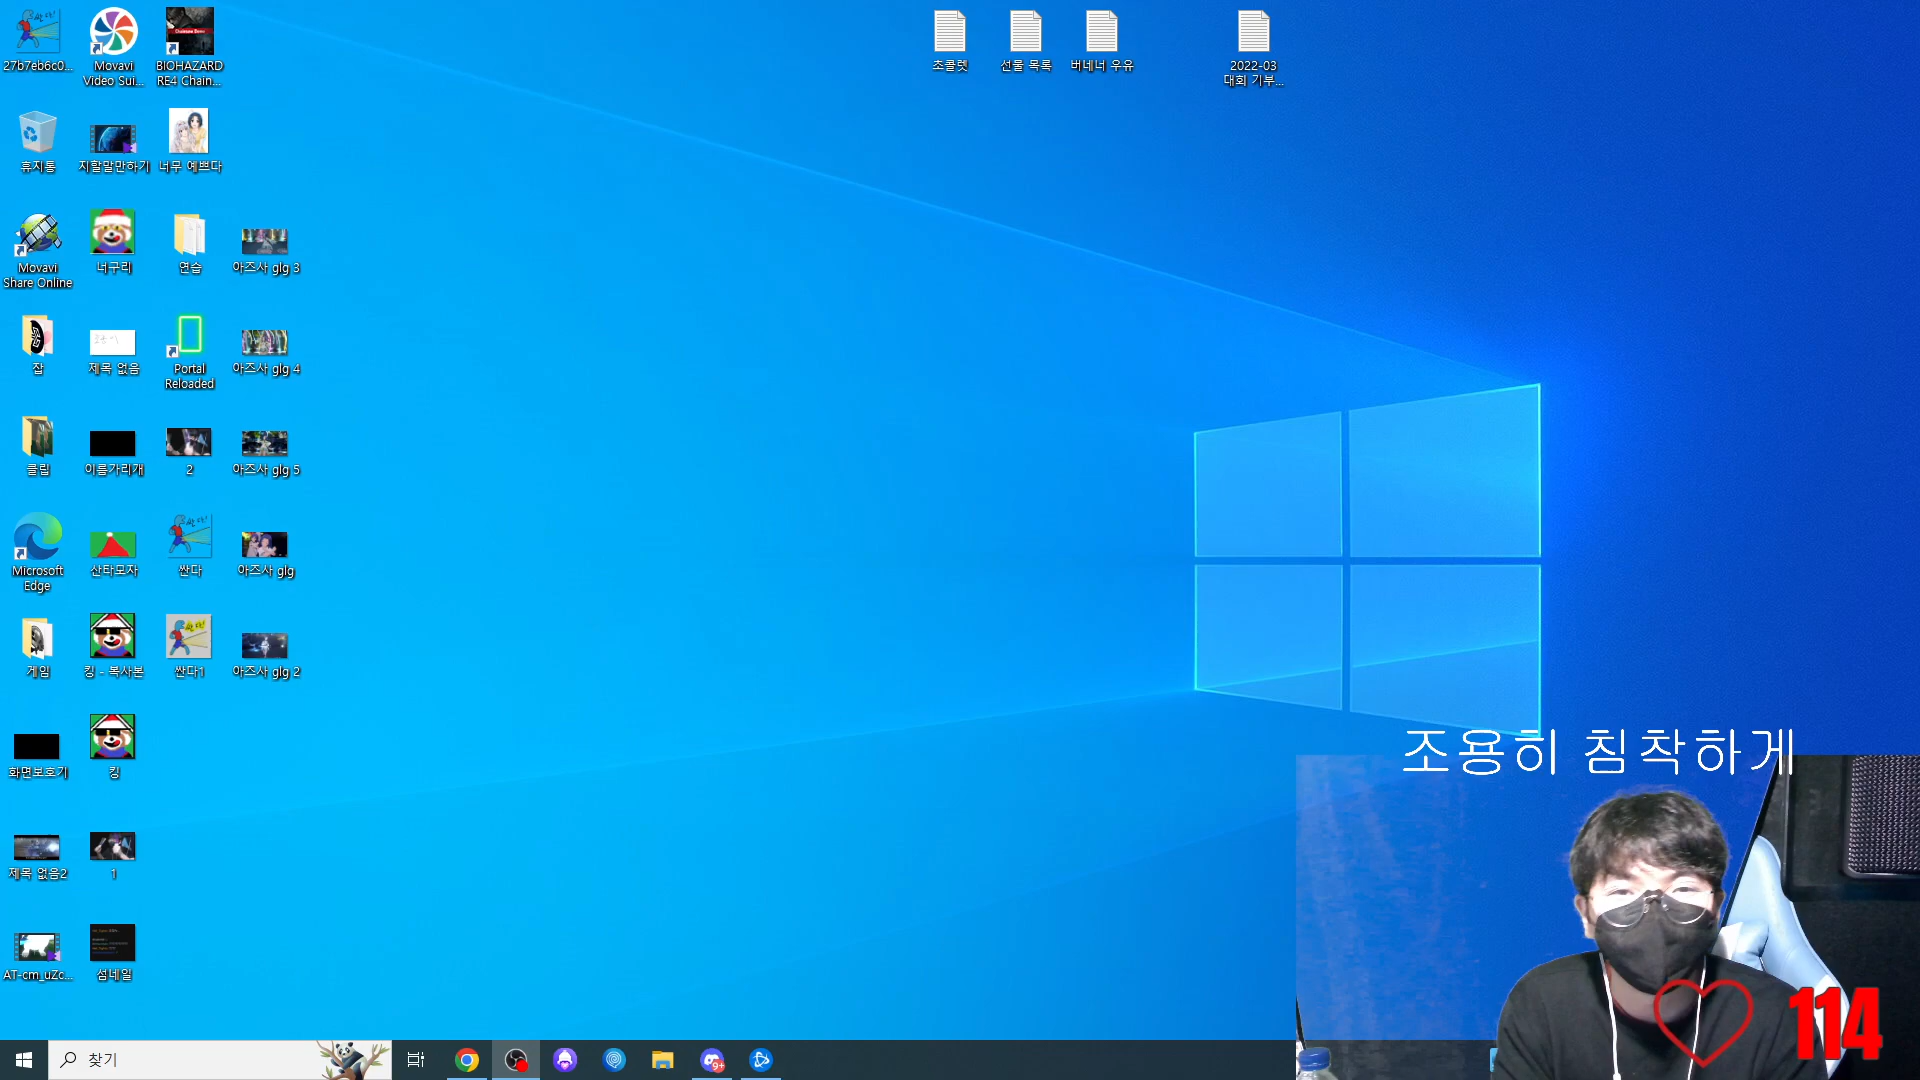 27b7eb6c0...
Movavi
Video Sui...
BIOHAZARD
RE4 Chain...
초콜렛
선물 목록
버네너 우유
2022-03
대회 기부...
휴지통
지할말만하기
너무 예쁘다
Movavi
Share Online
너구리
연습
아즈사 glg 3
잡
제목 없음
Portal
Reloaded
아즈사 glg 4
클립
이름가리개
2
아즈사 glg 5
Microsoft
Edge
산타모자
싼다
아즈사 glg
게임
킹 - 복사본
싼다1
아즈사 glg 2
화면보호기
킹
제목 없음2
1
AT-cm_uZc...
섬네일
조용히 침착하게
114
찾기
9+